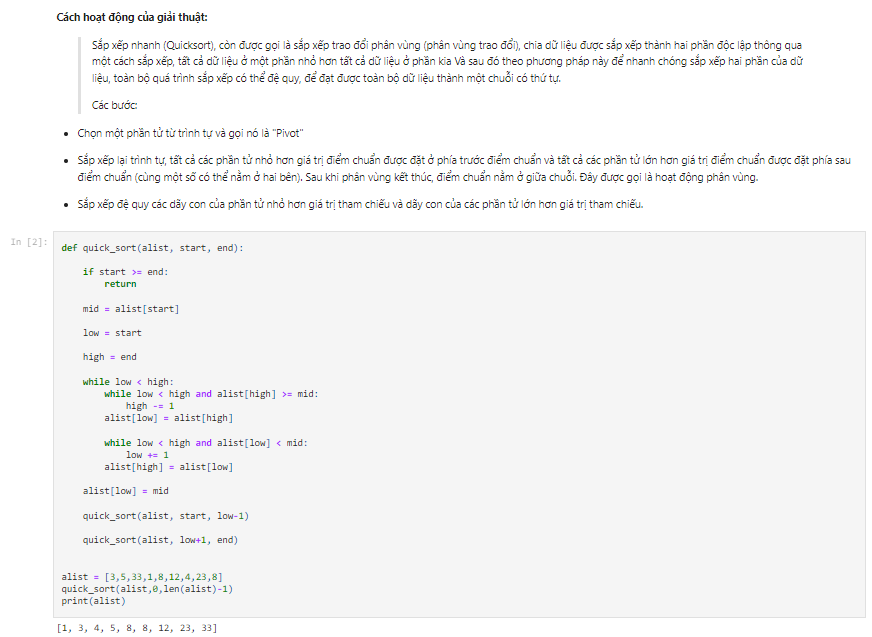 Cách hoạt động của giải thuật:
Sắp xếp nhanh (Quicksort), còn được gọi là sắp xếp trao đổi phân vùng (phân vùng trao đổi), chia dữ liệu được sắp xếp thành hai phần độc lập thông qua
một cách sắp xếp, tất cả dữ liệu ở một phần nhỏ hơn tất cả dữ liệu ở phần kia Và sau đó theo phương pháp này để nhanh chóng sắp xếp hai phần của dữ
liệu, toàn bộ quá trình sắp xếp có thể đệ quy, để đạt được toàn bộ dữ liệu thành một chuỗi có thứ tự.
Các bước:
• Chọn một phần tử từ trình tự và gọi nó là "Pivot"
• Sắp xếp lại trình tự, tất cả các phần tử nhỏ hơn giá trị điểm chuẩn được đặt ở phía trước điểm chuẩn và tất cả các phần tử lớn hơn giá trị điểm chuẩn được đặt phía sau
điểm chuẩn (cùng một số có thể nằm ở hai bên). Sau khi phân vùng kết thúc, điểm chuẩn nằm ở giữa chuỗi. Đây được gọi là hoạt động phân vùng.
• Sắp xếp đệ quy các dãy con của phần tử nhỏ hơn giá trị tham chiếu và dãy con của các phần tử lớn hơn giá trị tham chiếu.
In [2]:
def quick_sort(alist, start, end):
    if start >= end:
        return
    mid = alist[start]
    low = start
    high = end
    while low < high:
        while low < high and alist[high] >= mid:
            high -= 1
        alist[low] = alist[high]
        while low < high and alist[low] < mid:
            low += 1
        alist[high] = alist[low]
    alist[low] = mid
    quick_sort(alist, start, low-1)
    quick_sort(alist, low+1, end)
alist = [3,5,33,1,8,12,4,23,8]
quick_sort(alist,0,len(alist)-1)
print(alist)
[1, 3, 4, 5, 8, 8, 12, 23, 33]